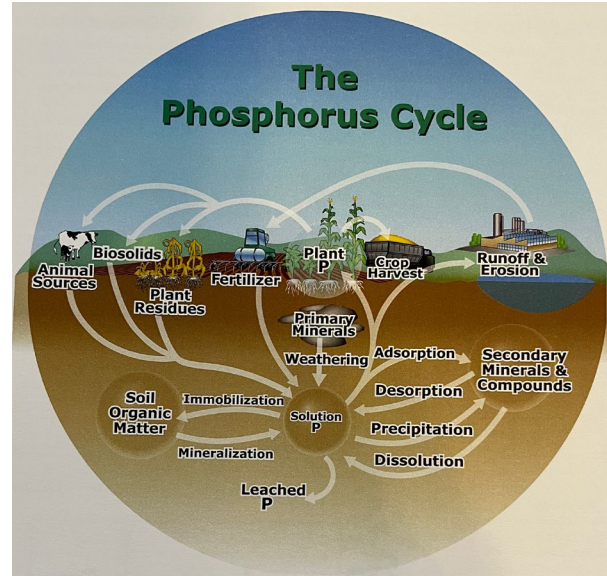 The
Phosphorus Cycle
Animal
Sources
Biosolids
Plant
Residues
Fertilizer
Plant
P
Crop
Harvest
Runoff &
Erosion
Primary
Minerals
Weathering
Adsorption
Secondary
Minerals &
Compounds
Desorption
Soil
Organic
Matter
Immobilization
Solution
P
Precipitation
Mineralization
Dissolution
Leached
P